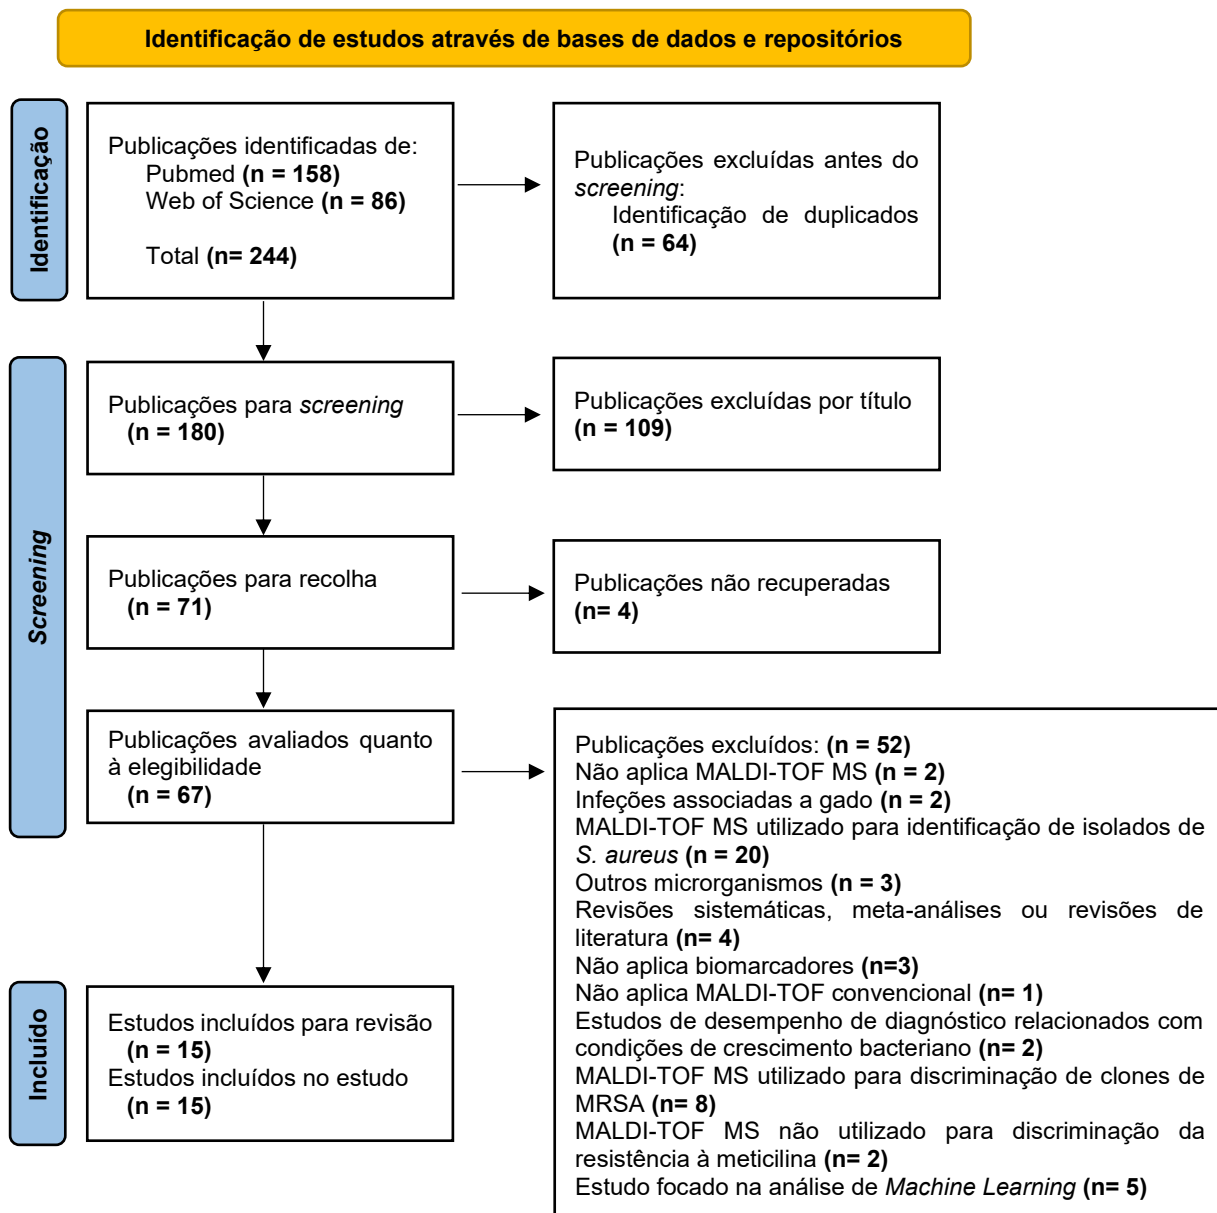 Identificação de estudos através de bases de dados e repositórios
Identificação
Publicações identificadas de:
Pubmed (n = 158)
Web of Science (n = 86)
Total (n= 244)
Publicações excluídas antes do
screening:
Identificação de duplicados
(n = 64)
Screening
Publicações para screening
(n = 180)
Publicações excluídas por título
(n = 109)
Publicações para recolha
(n = 71)
Publicações não recuperadas
(n= 4)
Publicações avaliados quanto
à elegibilidade
(n = 67)
Publicações excluídos: (n = 52)
Não aplica MALDI-TOF MS (n = 2)
Infeções associadas a gado (n = 2)
MALDI-TOF MS utilizado para identificação de isolados de
S. aureus (n = 20)
Outros microrganismos (n = 3)
Revisões sistemáticas, meta-análises ou revisões de
literatura (n= 4)
Não aplica biomarcadores (n=3)
Não aplica MALDI-TOF convencional (n= 1)
Estudos de desempenho de diagnóstico relacionados com
condições de crescimento bacteriano (n= 2)
MALDI-TOF MS utilizado para discriminação de clones de
MRSA (n= 8)
MALDI-TOF MS não utilizado para discriminação da
resistência à meticilina (n= 2)
Estudo focado na análise de Machine Learning (n= 5)
Incluído
Estudos incluídos para revisão
(n = 15)
Estudos incluídos no estudo
(n = 15)